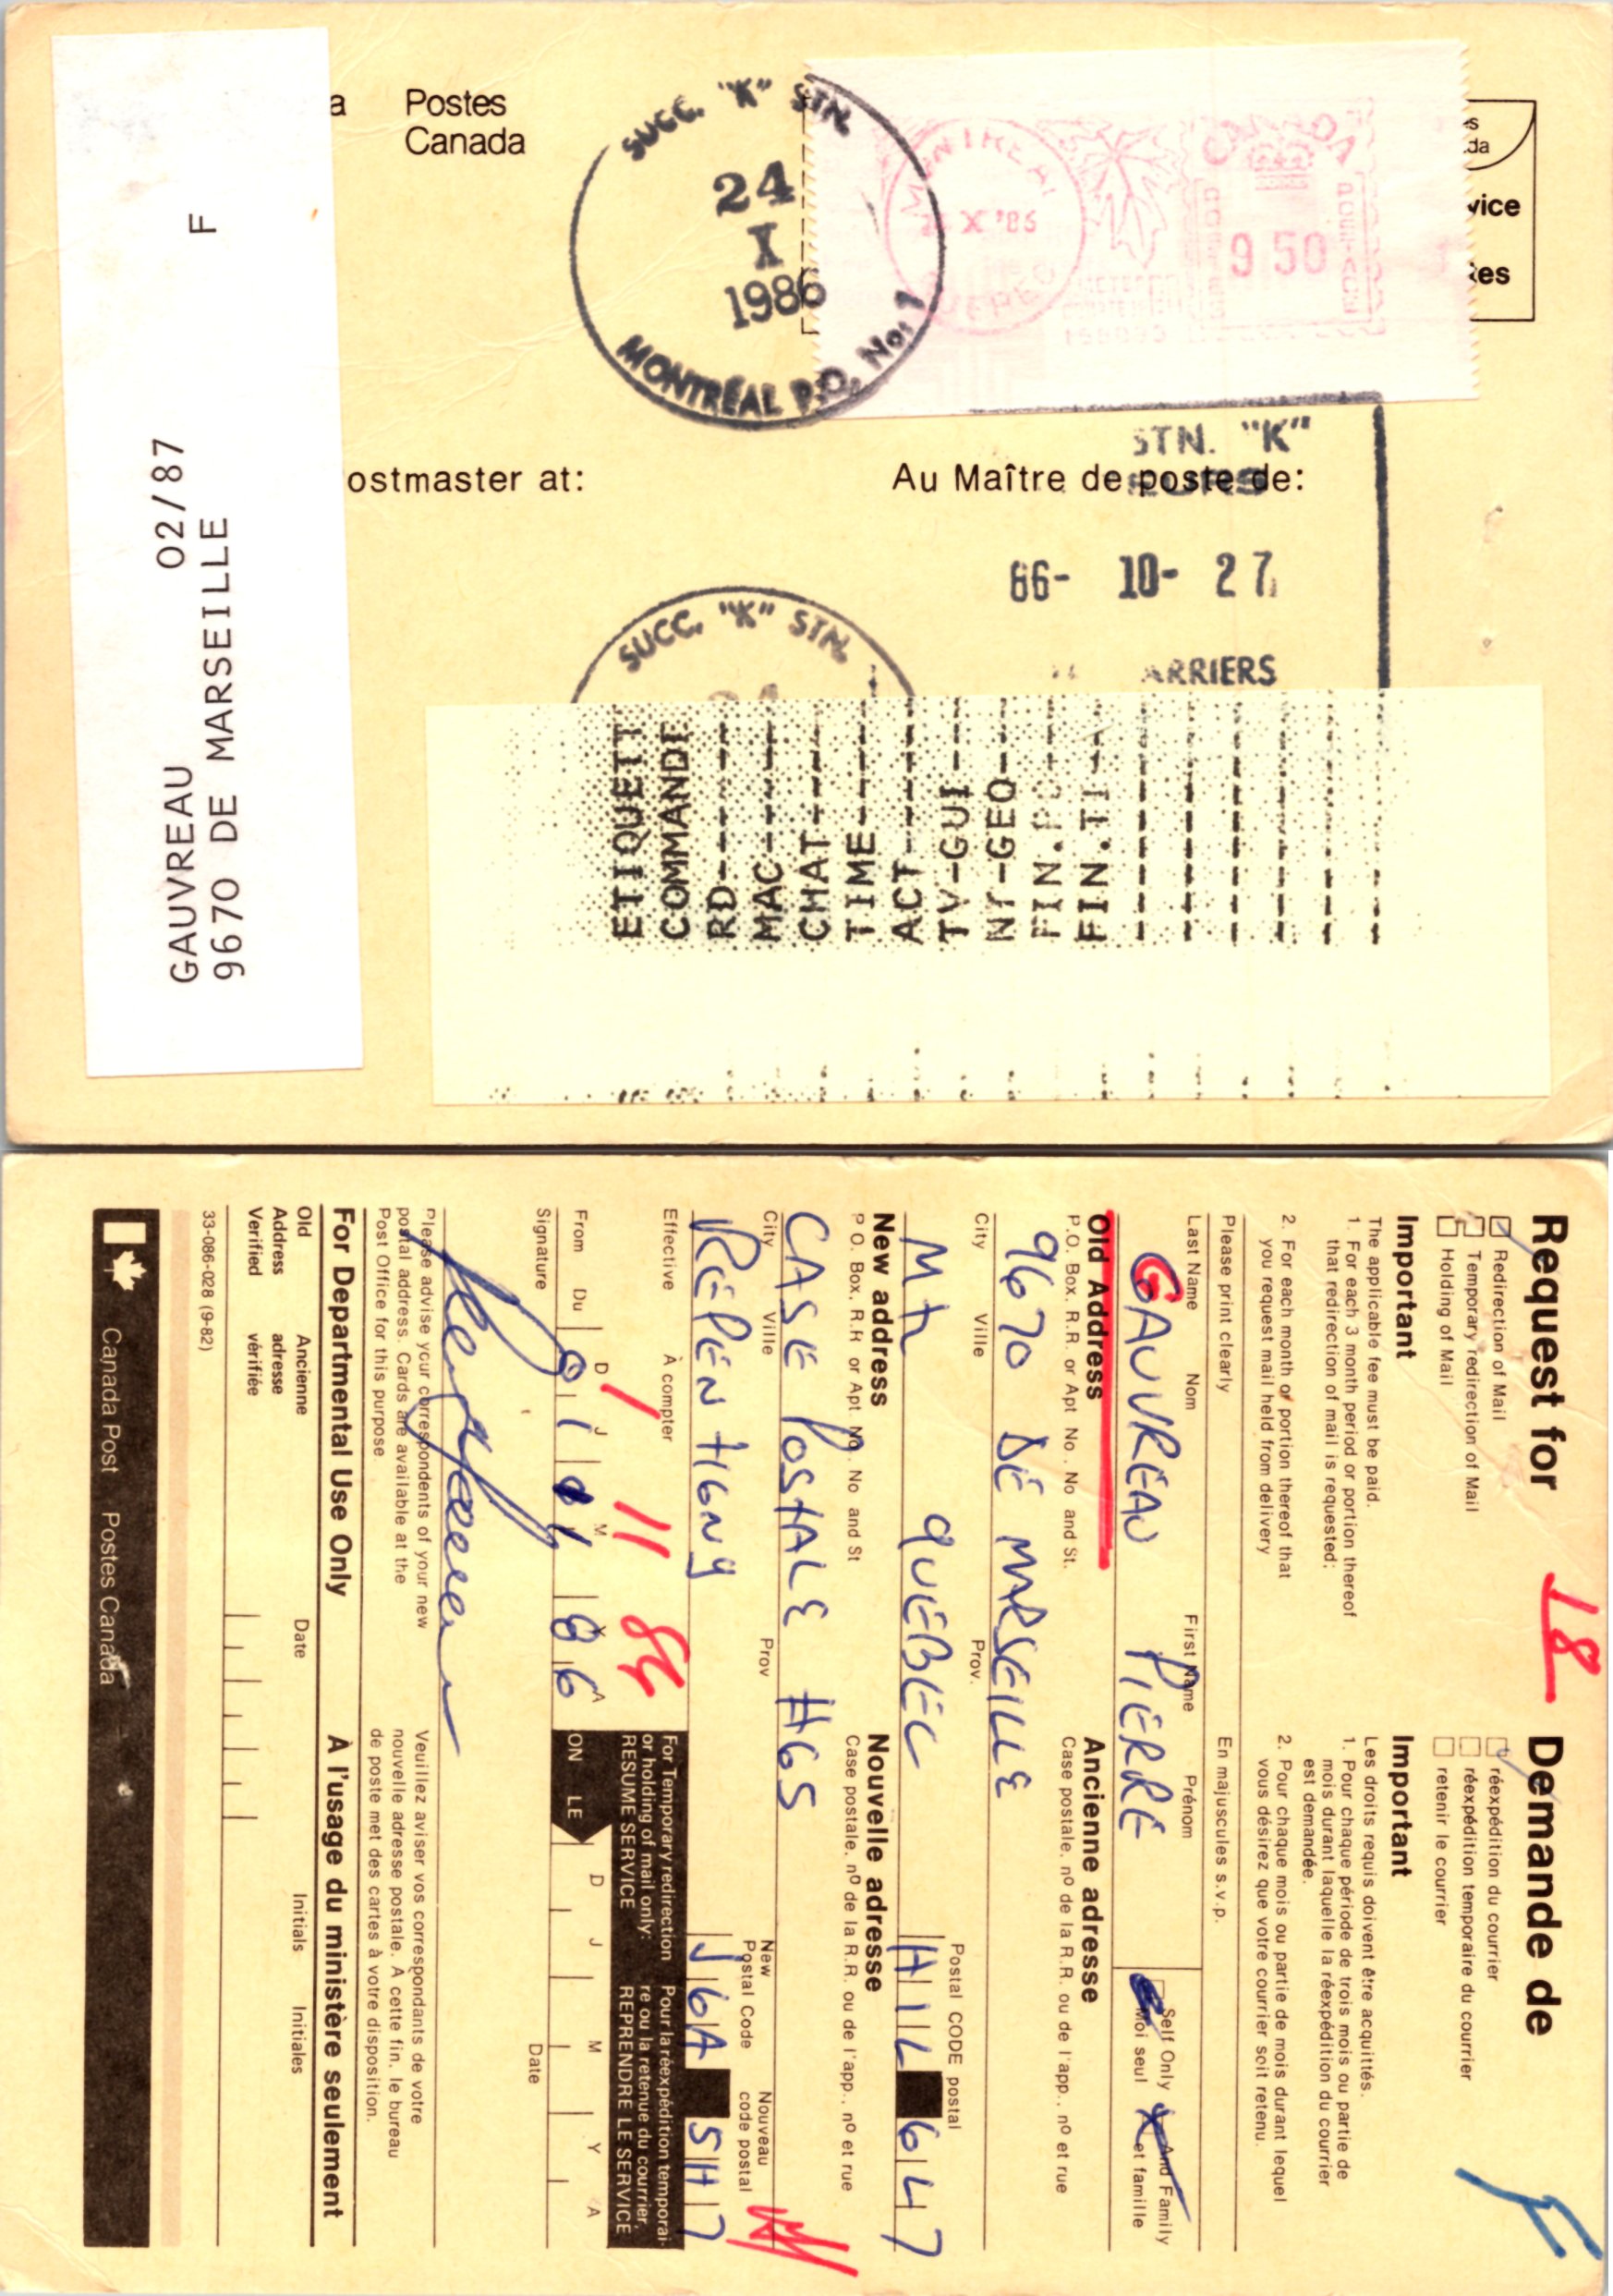 Postes
Canada
SUCC. "K" STN.
24
X
1986
MONTRÉAL P.O. No: 1
MONTREAL
X '86
QUEBEC
CANADA
9 50
vice
es
ostmaster at:
Au Maître de poste de:
STN. "K"
86- 10- 27
ARRIERS
SUCC. "K" STN.
GAUVREAU 02/87 F
9670 DE MARSEILLE
ETIQUETT
COMMANDE
RD------
MAC-----
CHAT----
TIME----
ACT-----
TV-GUI--
NT-GEO--
FIN.PO--
FIN.TI--
Request for
18
Demande de
Redirection of Mail
Temporary redirection of Mail
Holding of Mail
réexpédition du courrier
réexpédition temporaire du courrier
retenir le courrier
Important
The applicable fee must be paid.
1. For each 3 month period or portion thereof
that redirection of mail is requested:
2. For each month or portion thereof that
you request mail held from delivery
Important
Les droits requis doivent être acquittés.
1. Pour chaque période de trois mois ou partie de
mois durant laquelle la réexpédition du courrier
est demandée.
2. Pour chaque mois ou partie de mois durant lequel
vous désirez que votre courrier soit retenu.
Please print clearly
En majuscules s.v.p.
Last Name Nom First Name Prénom
Self Only And Family
Moi seul et famille
GAUVREAU PIERRE
Old Address Ancienne adresse
P.O. Box. R.R. or Apt No. No and St. Case postale. nº de la R.R. ou de l'app., nº et rue
9670 DE MARSEILLE
City Ville Prov. Postal CODE postal
Mtl QUÉBEC H1L 6L7
New address Nouvelle adresse
P.O. Box. R.R or Apt. No. No and St Case postale. nº de la R.R. ou de l'app., nº et rue
CASE POSTALE #65
City Ville Prov New Postal Code Nouveau code postal
REPENTIGNY J6A 5H7
Effective À compter
1 11 86
For Temporary redirection
or holding of mail only:
RESUME SERVICE
Pour la réexpédition temporai-
re ou la retenue du courrier,
REPRENDRE LE SERVICE
From Du D J M Y A
01 11 86
ON LE D J M Y A
Signature Date
Please advise your correspondents of your new
postal address. Cards are available at the
Post Office for this purpose
Veuillez aviser vos correspondants de votre
nouvelle adresse postale. A cette fin, le bureau
de poste met des cartes à votre disposition.
For Departmental Use Only À l'usage du ministère seulement
Old
Address
Verified
Ancienne
adresse
vérifiée
Date Initials Initiales
33-086-028 (9-82)
Canada Post Postes Canada